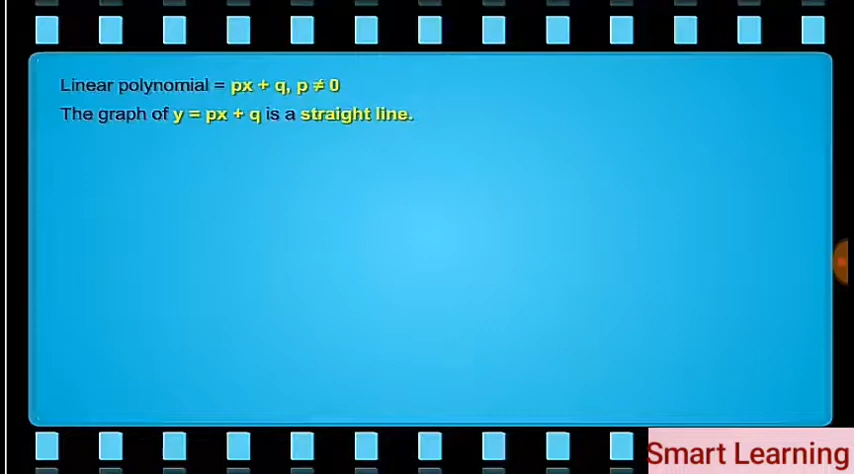 Linear polynomial = px + q, p ≠ 0
The graph of y = px + q is a straight line.
Smart Learning